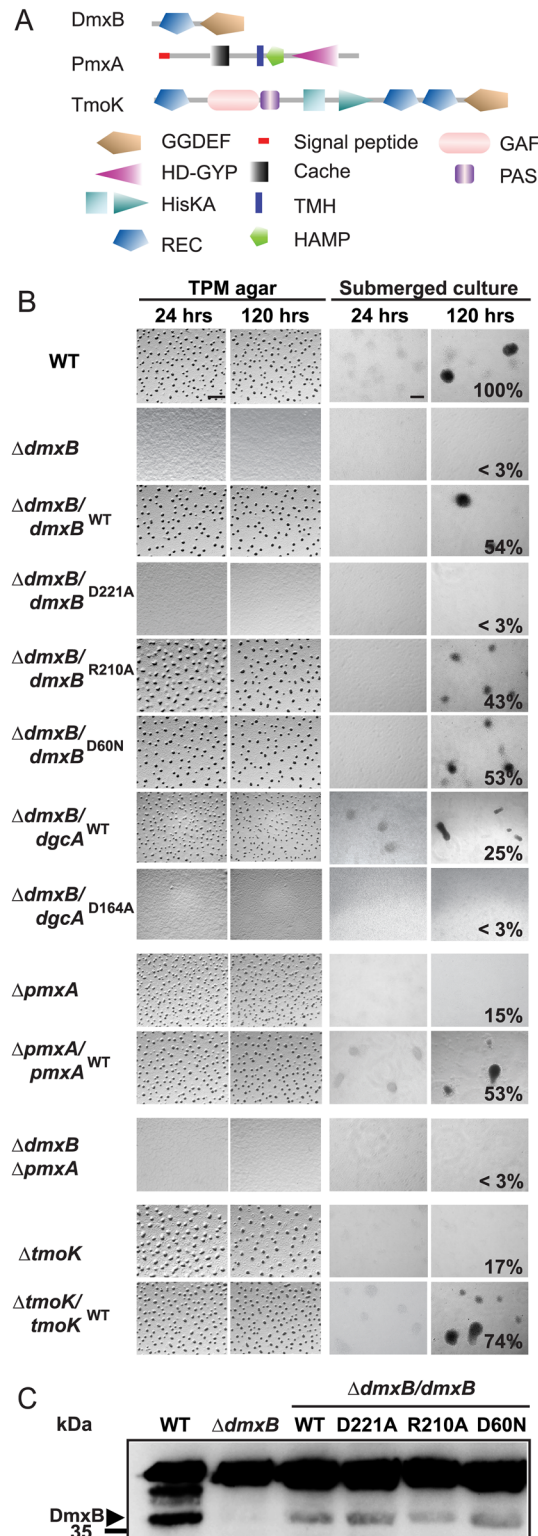 A
DmxB
PmxA
TmoK
GGDEF
Signal peptide
GAF
HD-GYP
Cache
PAS
HisKA
TMH
REC
HAMP
B
TPM agar
Submerged culture
24 hrs
120 hrs
24 hrs
120 hrs
WT
100%
ΔdmxB
< 3%
ΔdmxB/
dmxB WT
54%
ΔdmxB/
dmxB D221A
< 3%
ΔdmxB/
dmxB R210A
43%
ΔdmxB/
dmxB D60N
53%
ΔdmxB/
dgcA WT
25%
ΔdmxB/
dgcA D164A
< 3%
ΔpmxA
15%
ΔpmxA/
pmxA WT
53%
ΔdmxB
ΔpmxA
< 3%
ΔtmoK
17%
ΔtmoK/
tmoK WT
74%
C
ΔdmxB/dmxB
kDa
WT
ΔdmxB
WT
D221A
R210A
D60N
DmxB
35